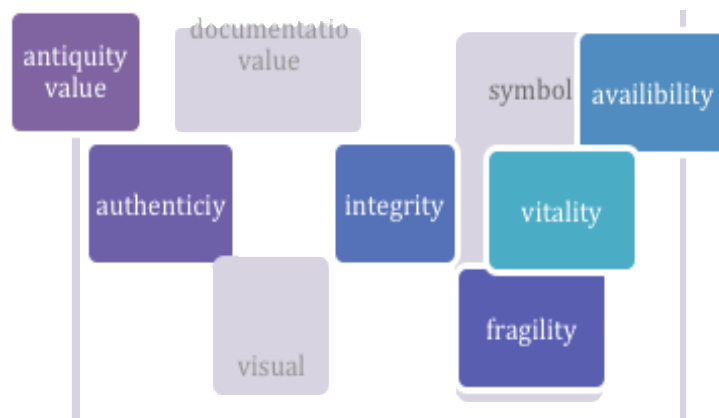 antiquity
value
documentatio
value
symbol
availibility
authenticiy
integrity
vitality
visual
fragility